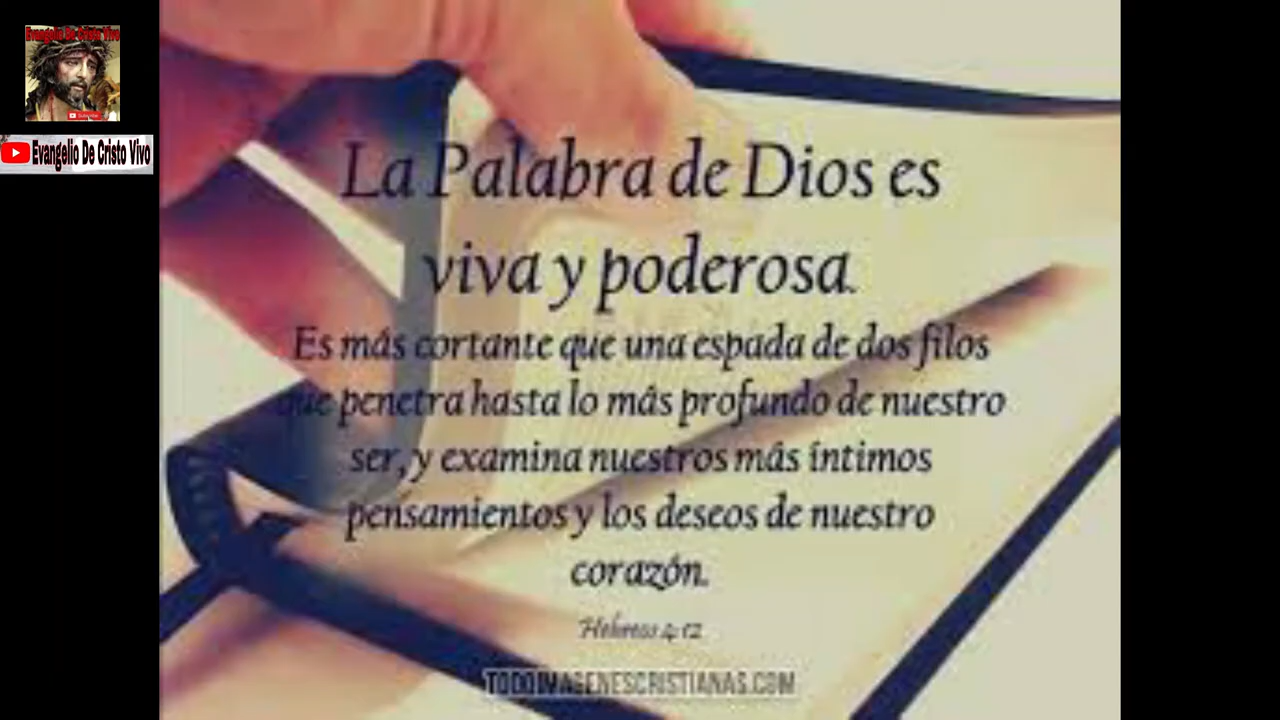 Evangelio De Cristo Vivo
Evangelio De Cristo Vivo
La Palabra de Dios es
viva y poderosa.
Es más cortante que una espada de dos filos
que penetra hasta lo más profundo de nuestro
ser, y examina nuestros más íntimos
pensamientos y los deseos de nuestro
corazón.
Hebreos 4:12
TODOIMAGENESCRISTIANAS.COM